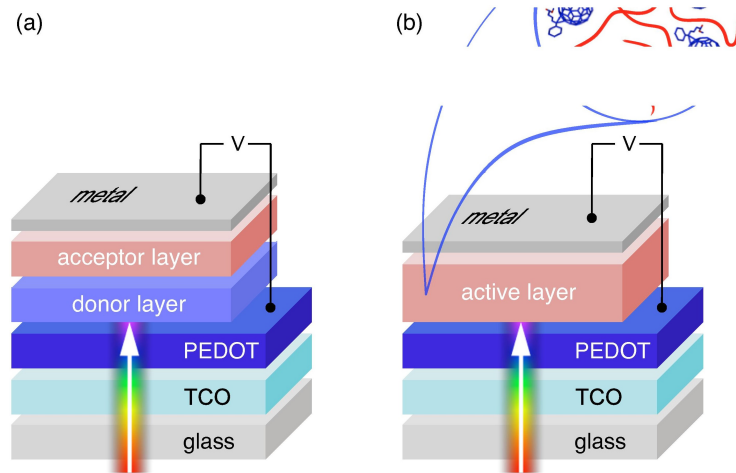 (a)
V
metal
acceptor layer
donor layer
PEDOT
TCO
glass
(b)
V
metal
active layer
PEDOT
TCO
glass